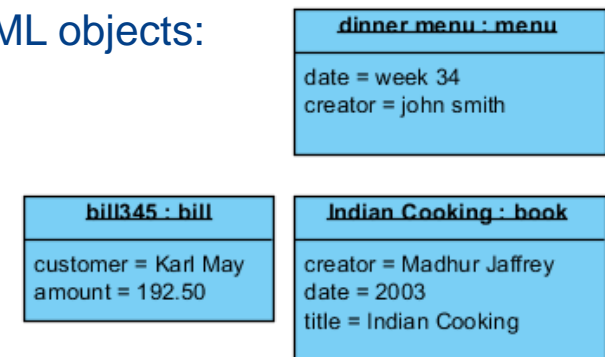 ML objects:
dinner menu : menu
date = week 34
creator = john smith
bill345 : bill
customer = Karl May
amount = 192.50
Indian Cooking : book
creator = Madhur Jaffrey
date = 2003
title = Indian Cooking